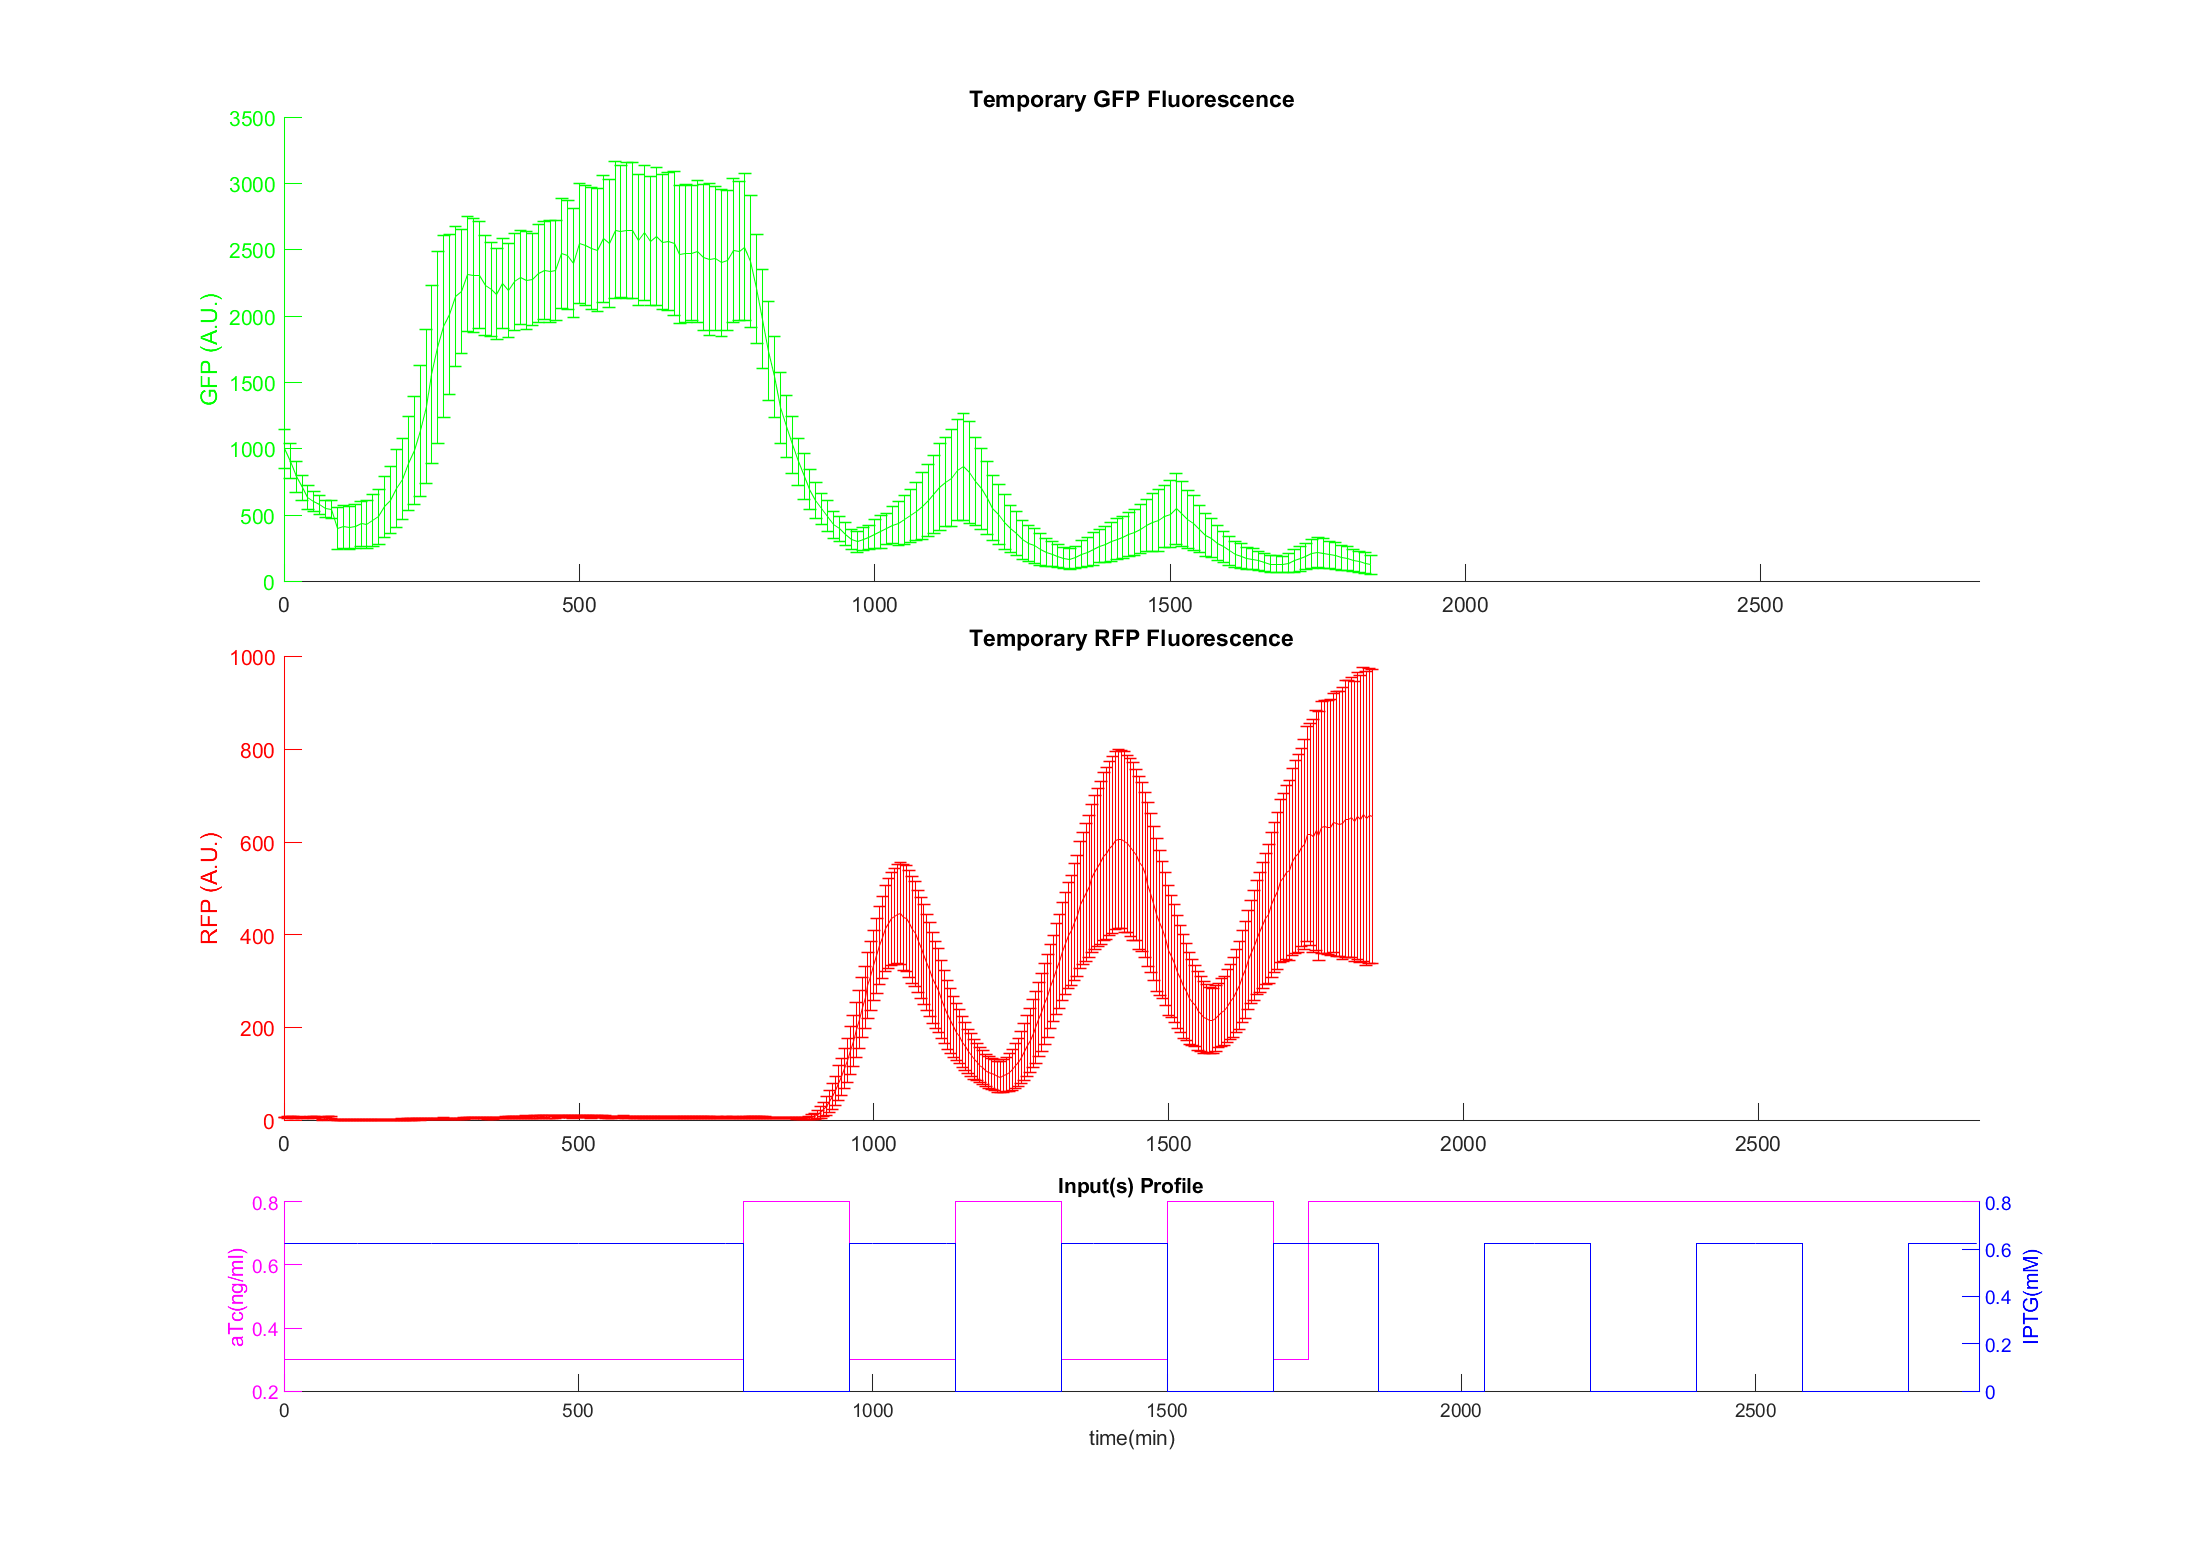 Temporary GFP Fluorescence
3500
3000
2500
2000
1500
1000
500
0
GFP (A.U.)
0 500 1000 1500 2000 2500
Temporary RFP Fluorescence
1000
800
600
400
200
0
RFP (A.U.)
0 500 1000 1500 2000 2500
Input(s) Profile
0.8
0.6
0.4
0.2
aTc(ng/ml)
0.8
0.6
0.4
0.2
0
IPTG(mM)
0 500 1000 1500 2000 2500
time(min)